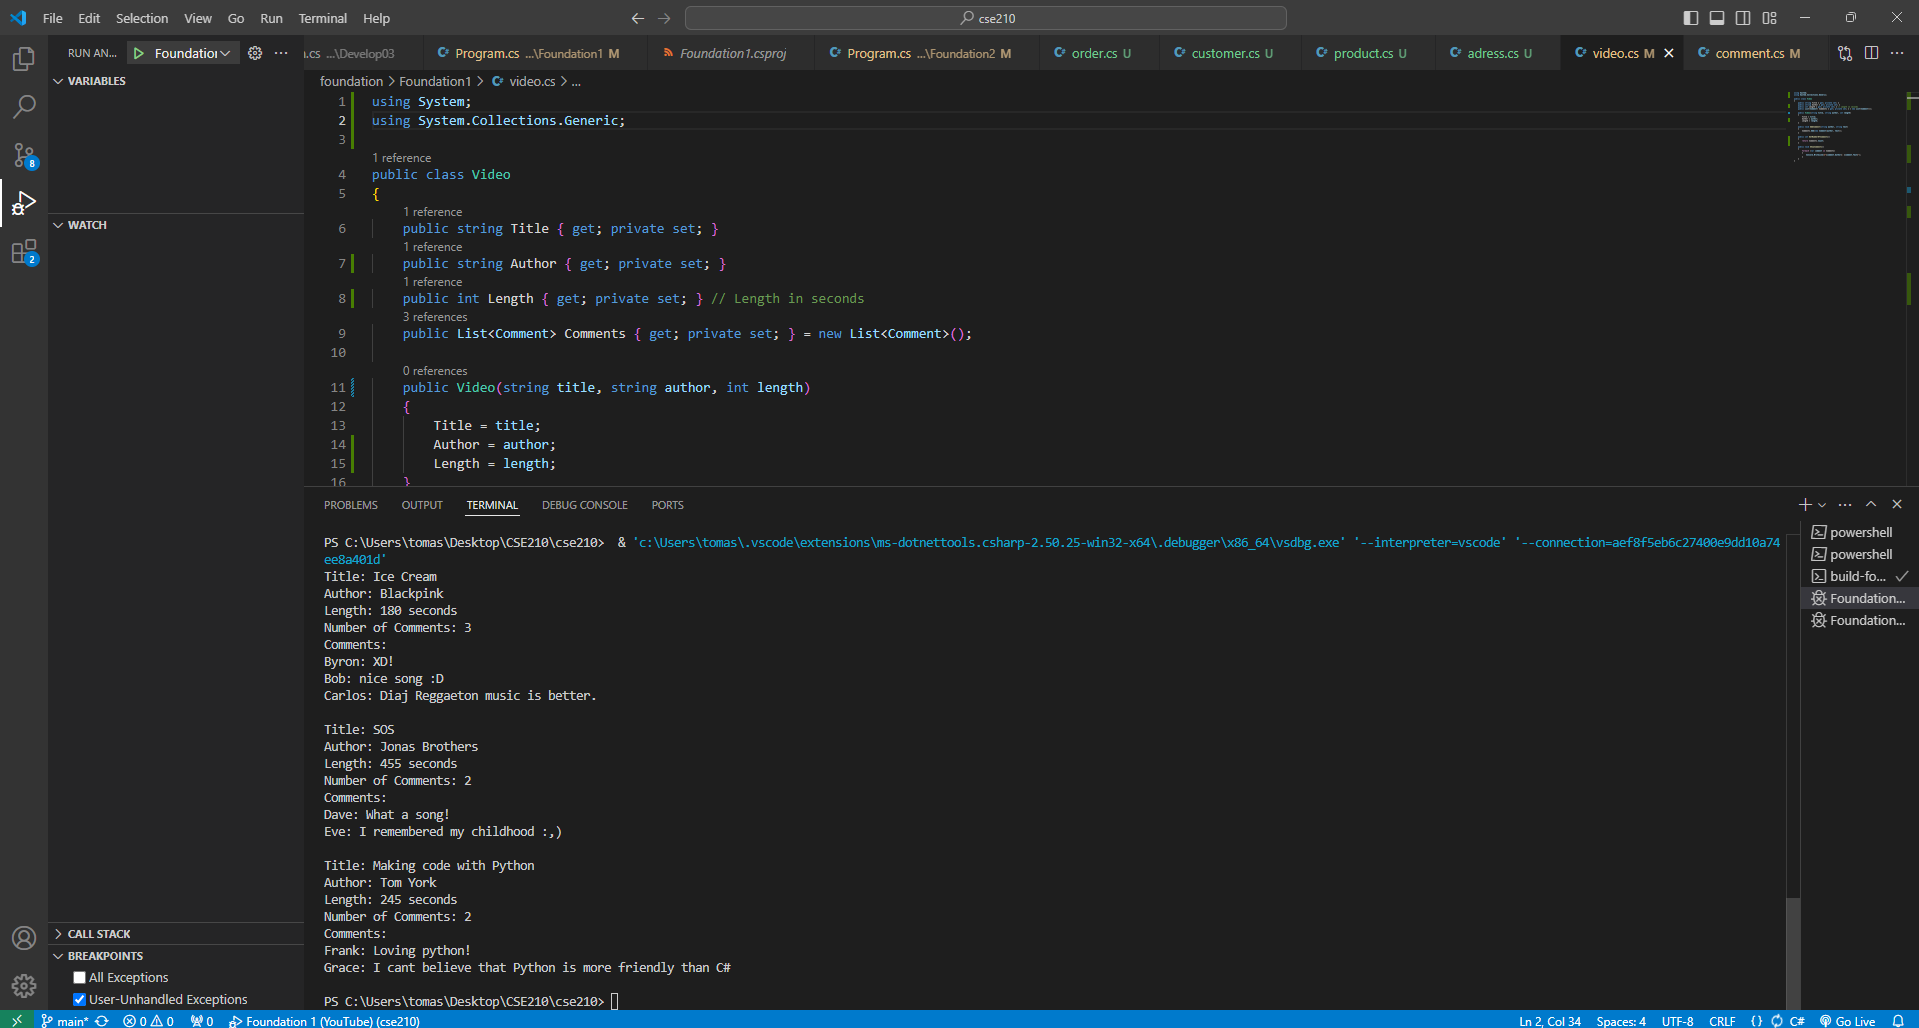 File Edit Selection View Go Run Terminal Help
cse210
RUN AN... Foundation
.cs ...\Develop03
Program.cs ...\Foundation1 M
Foundation1.csproj
Program.cs ...\Foundation2 M
order.cs U
customer.cs U
product.cs U
adress.cs U
video.cs M
comment.cs M
VARIABLES
WATCH
8
2
foundation > Foundation1 > video.cs > ...
1 using System;
2 using System.Collections.Generic;
3
1 reference
4 public class Video
5 {
1 reference
6 public string Title { get; private set; }
1 reference
7 public string Author { get; private set; }
1 reference
8 public int Length { get; private set; } // Length in seconds
3 references
9 public List<Comment> Comments { get; private set; } = new List<Comment>();
10
0 references
11 public Video(string title, string author, int length)
12 {
13 Title = title;
14 Author = author;
15 Length = length;
16 }
PROBLEMS OUTPUT TERMINAL DEBUG CONSOLE PORTS
PS C:\Users\tomas\Desktop\CSE210\cse210> & 'c:\Users\tomas\.vscode\extensions\ms-dotnettools.csharp-2.50.25-win32-x64\.debugger\x86_64\vsdbg.exe' '--interpreter=vscode' '--connection=aef8f5eb6c27400e9dd10a74
ee8a401d'
Title: Ice Cream
Author: Blackpink
Length: 180 seconds
Number of Comments: 3
Comments:
Byron: XD!
Bob: nice song :D
Carlos: Diaj Reggaeton music is better.
Title: SOS
Author: Jonas Brothers
Length: 455 seconds
Number of Comments: 2
Comments:
Dave: What a song!
Eve: I remembered my childhood :,)
Title: Making code with Python
Author: Tom York
Length: 245 seconds
Number of Comments: 2
Comments:
Frank: Loving python!
Grace: I cant believe that Python is more friendly than C#
PS C:\Users\tomas\Desktop\CSE210\cse210>
powershell
powershell
build-fo...
Foundation...
Foundation...
CALL STACK
BREAKPOINTS
All Exceptions
User-Unhandled Exceptions
main* 0 0 0 Foundation 1 (YouTube) (cse210)
Ln 2, Col 34 Spaces: 4 UTF-8 CRLF {} C# Go Live